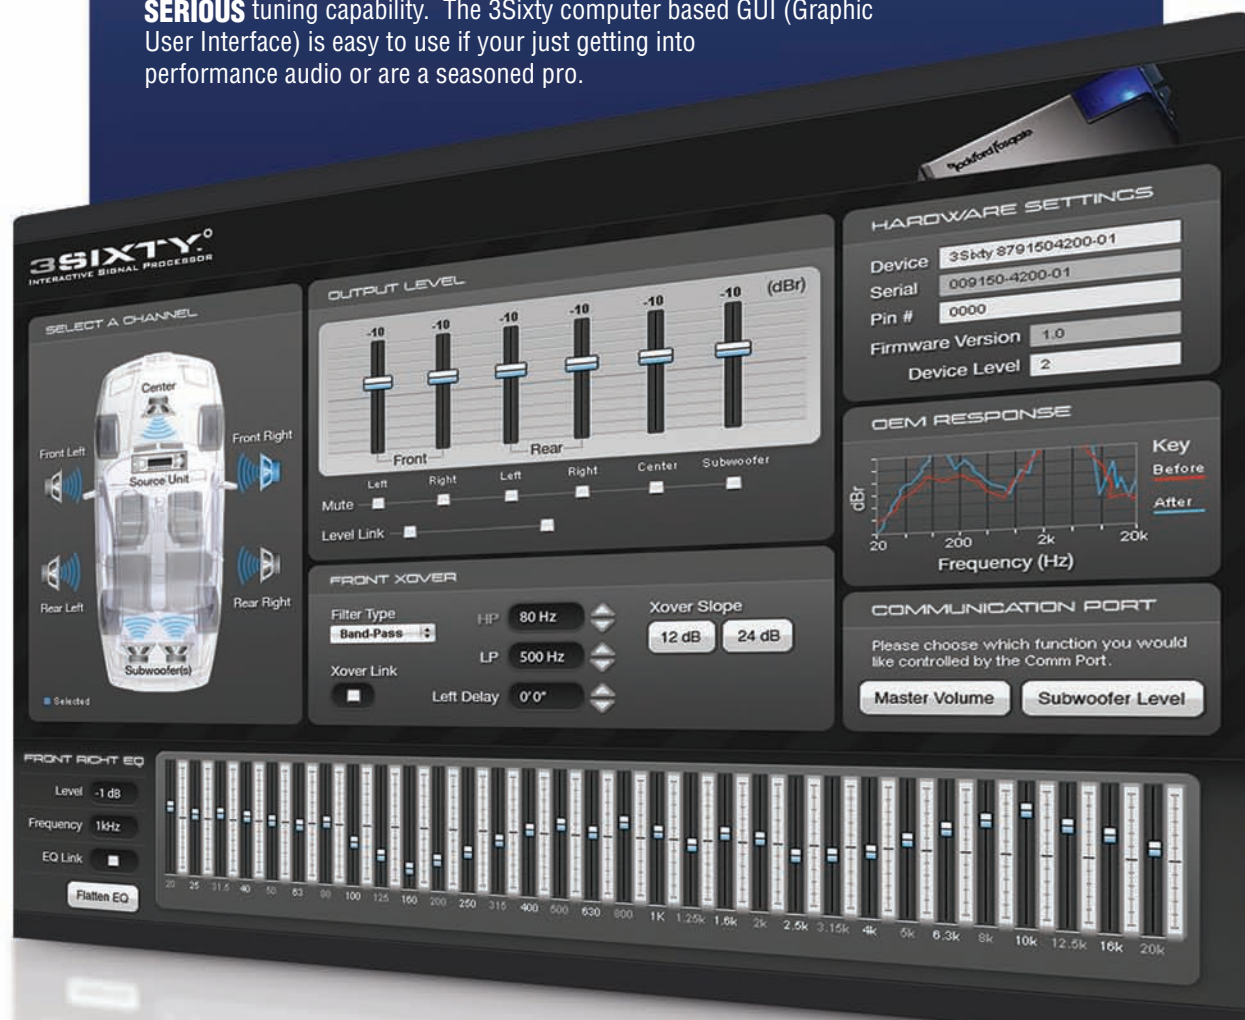 SERIOUS tuning capability. The 3Sixty computer based GUI (Graphic
User Interface) is easy to use if your just getting into
performance audio or are a seasoned pro.
Rockford Fosgate
3SIXTY.°
INTERACTIVE SIGNAL PROCESSOR
SELECT A CHANNEL
Center
Front Left
Front Right
Source Unit
Rear Left
Rear Right
Subwoofer(s)
Selected
OUTPUT LEVEL
-10 -10 -10 -10 -10 -10 (dBr)
Front Rear
Left Right Left Right Center Subwoofer
Mute
Level Link
FRONT XOVER
Filter Type
Band-Pass
Xover Link
HP 80 Hz
LP 500 Hz
Left Delay 0'0"
Xover Slope
12 dB 24 dB
HARDWARE SETTINGS
Device 3Sixty 8791504200-01
Serial 009150-4200-01
Pin # 0000
Firmware Version 1.0
Device Level 2
OEM RESPONSE
dBr
20 200 2k 20k
Frequency (Hz)
Key
Before
After
COMMUNICATION PORT
Please choose which function you would
like controlled by the Comm Port.
Master Volume Subwoofer Level
FRONT RIGHT EQ
Level -1 dB
Frequency 1kHz
EQ Link
Flatten EQ
20 25 31.5 40 50 63 80 100 125 160 200 250 315 400 500 630 800 1K 1.25k 1.6k 2k 2.5k 3.15k 4k 5k 6.3k 8k 10k 12.5k 16k 20k